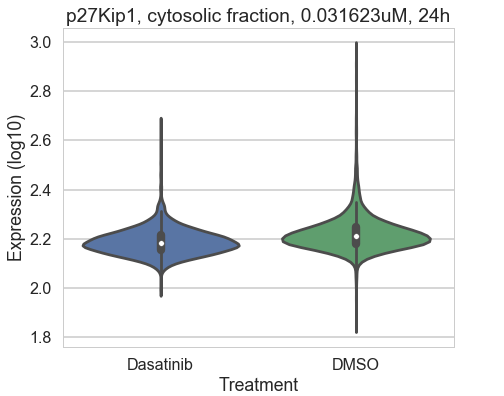 p27Kip1, cytosolic fraction, 0.031623uM, 24h
Expression (log10)
3.0
2.8
2.6
2.4
2.2
2.0
1.8
Dasatinib DMSO
Treatment